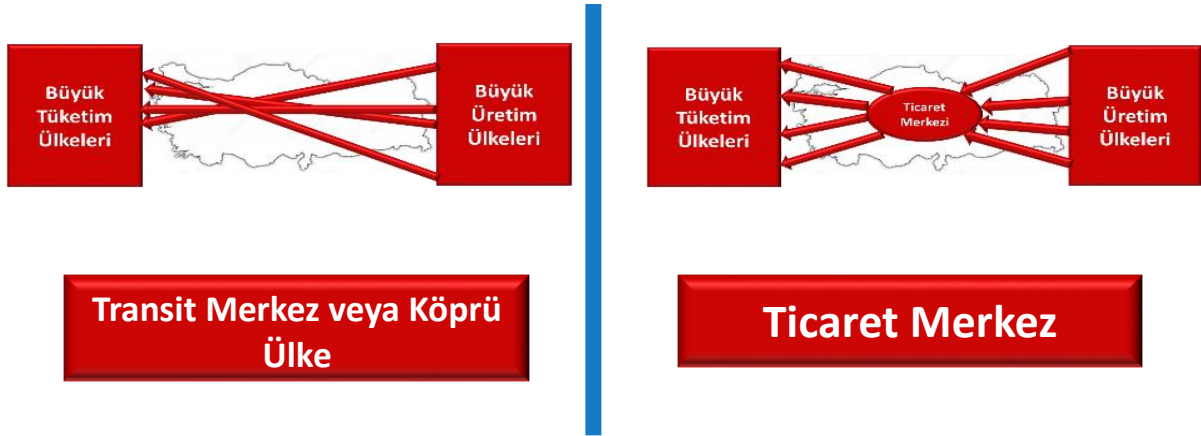 Büyük
Tüketim
Ülkeleri
Büyük
Üretim
Ülkeleri
Transit Merkez veya Köprü
Ülke
Büyük
Tüketim
Ülkeleri
Ticaret
Merkezi
Büyük
Üretim
Ülkeleri
Ticaret Merkez